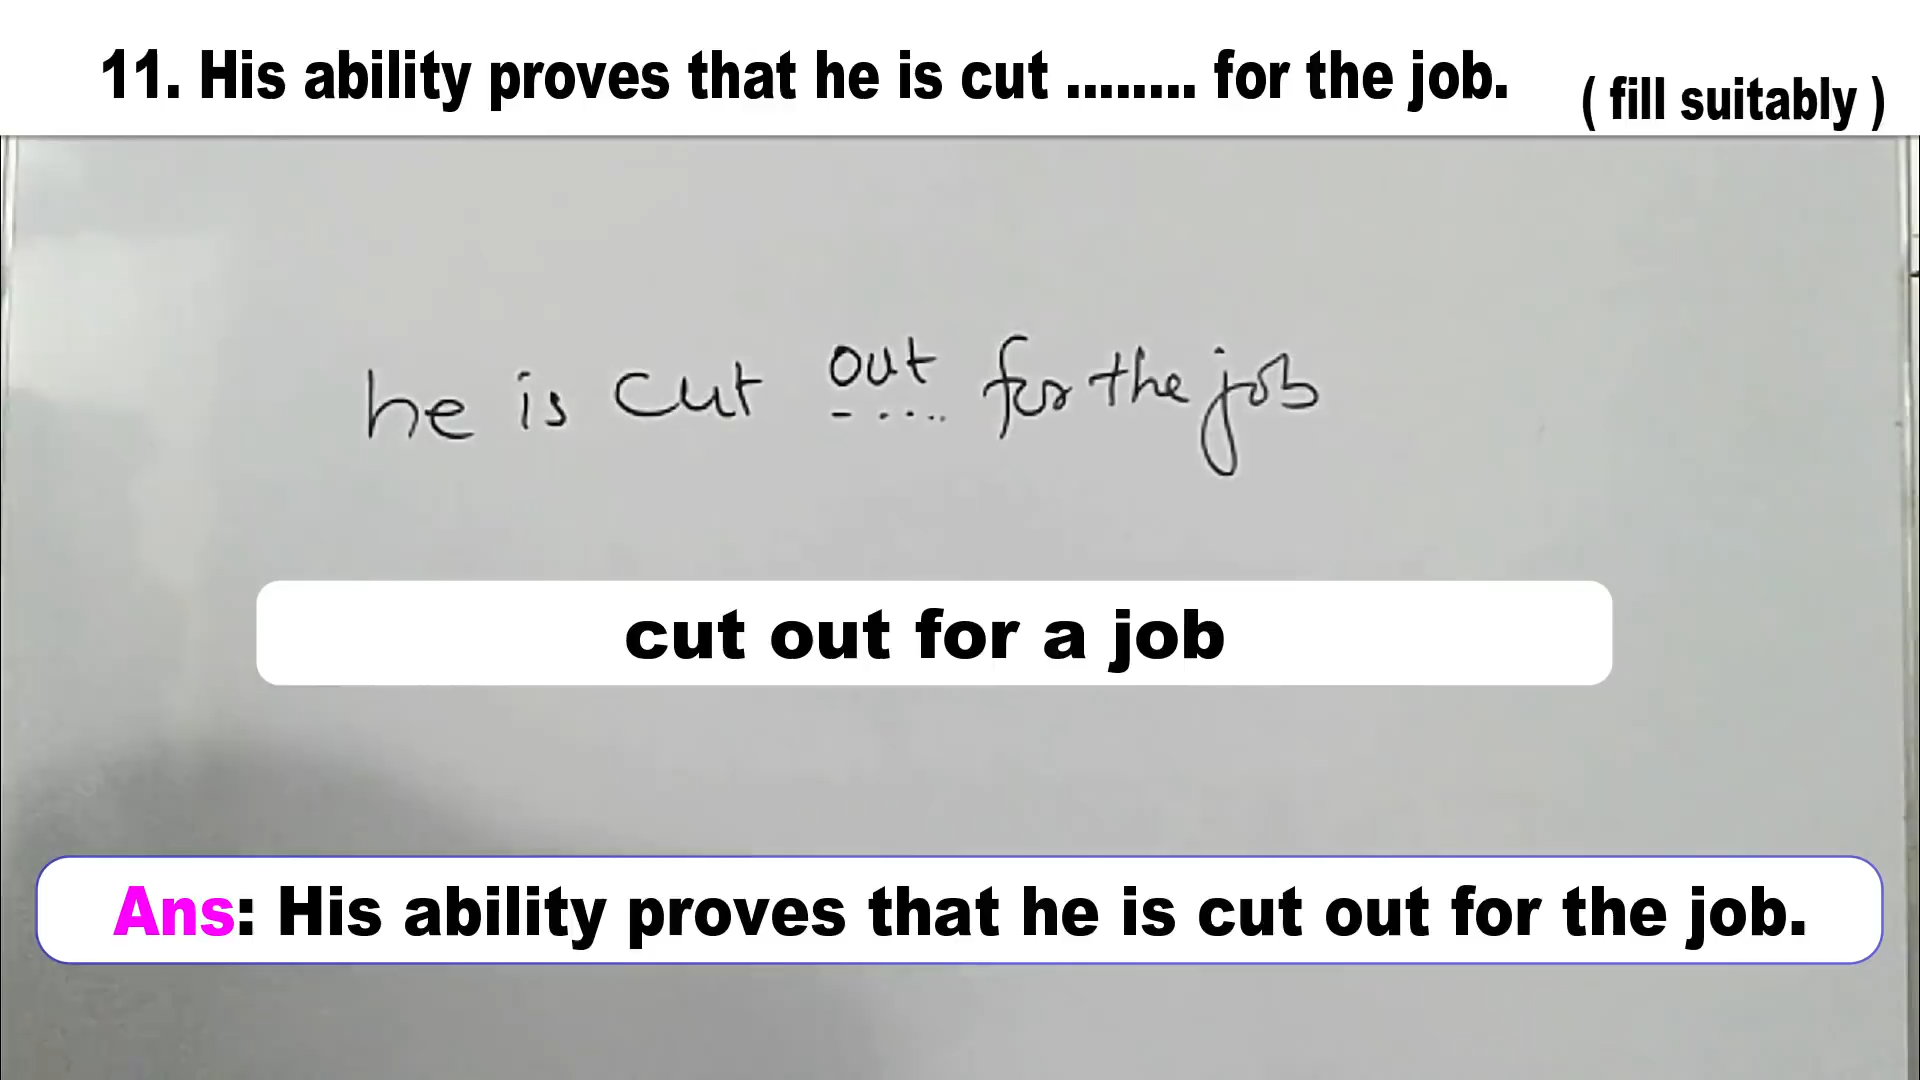 11. His ability proves that he is cut ........ for the job. ( fill suitably )
he is cut out for the job
cut out for a job
Ans: His ability proves that he is cut out for the job.